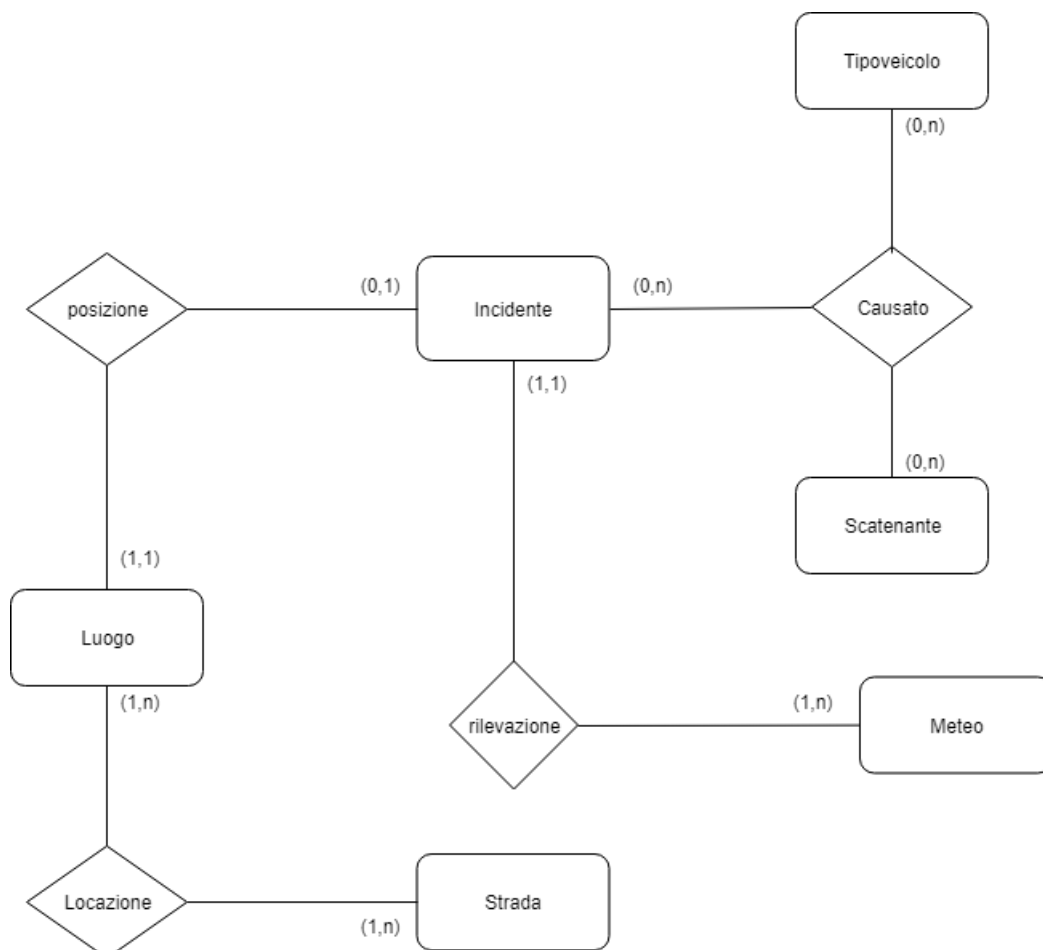 Tipoveicolo
(0,n)
posizione
(0,1)
Incidente
(0,n)
Causato
(1,1)
(0,n)
Scatenante
(1,1)
Luogo
(1,n)
rilevazione
(1,n)
Meteo
Locazione
(1,n)
Strada